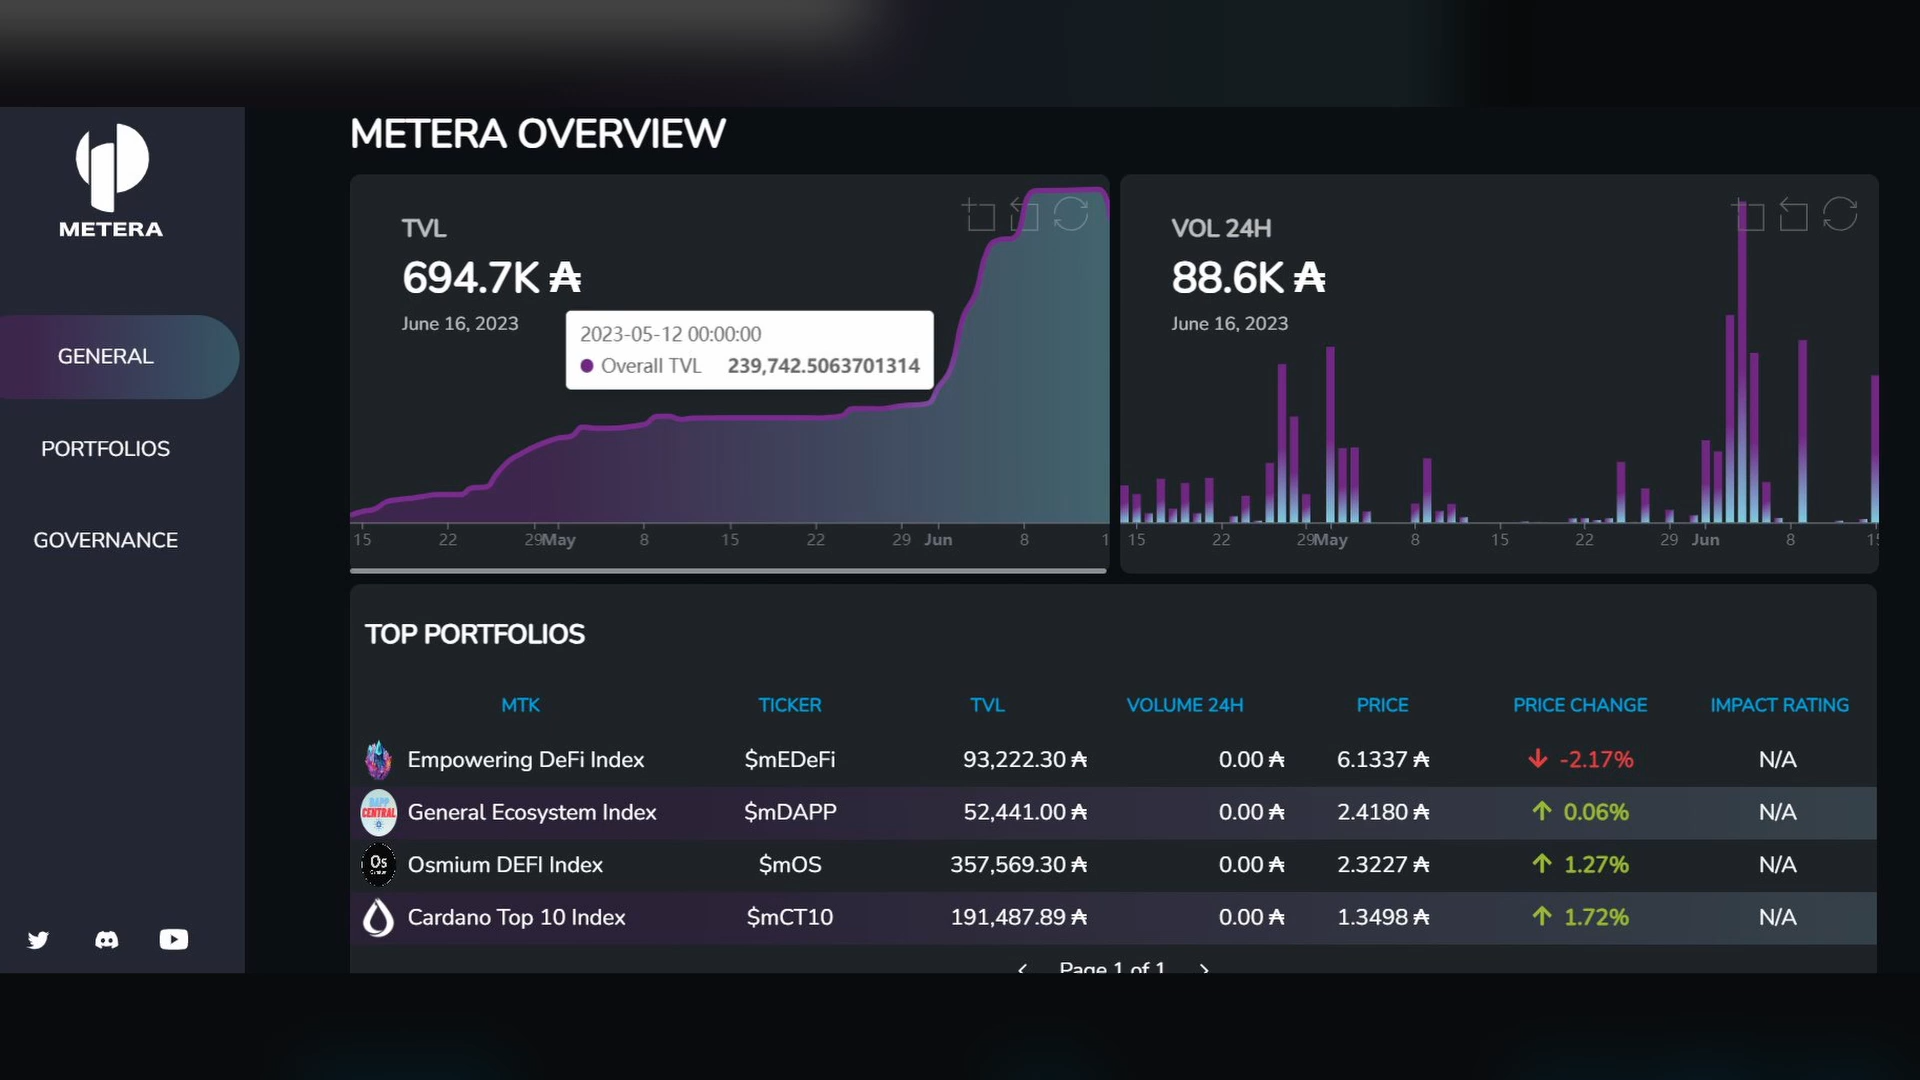 METERA
GENERAL
PORTFOLIOS
GOVERNANCE
METERA OVERVIEW
TVL
694.7K ₳
June 16, 2023
2023-05-12 00:00:00
Overall TVL 239,742.5063701314
15 22 29 May 8 15 22 29 Jun 8 1
VOL 24H
88.6K ₳
June 16, 2023
15 22 29 May 8 15 22 29 Jun 8 15
TOP PORTFOLIOS
MTK TICKER TVL VOLUME 24H PRICE PRICE CHANGE IMPACT RATING
Empowering DeFi Index $mEDeFi 93,222.30 ₳ 0.00 ₳ 6.1337 ₳ -2.17% N/A
DAPP
CENTRAL
General Ecosystem Index $mDAPP 52,441.00 ₳ 0.00 ₳ 2.4180 ₳ 0.06% N/A
Os
Osmium DEFI Index $mOS 357,569.30 ₳ 0.00 ₳ 2.3227 ₳ 1.27% N/A
Cardano Top 10 Index $mCT10 191,487.89 ₳ 0.00 ₳ 1.3498 ₳ 1.72% N/A
Page 1 of 1